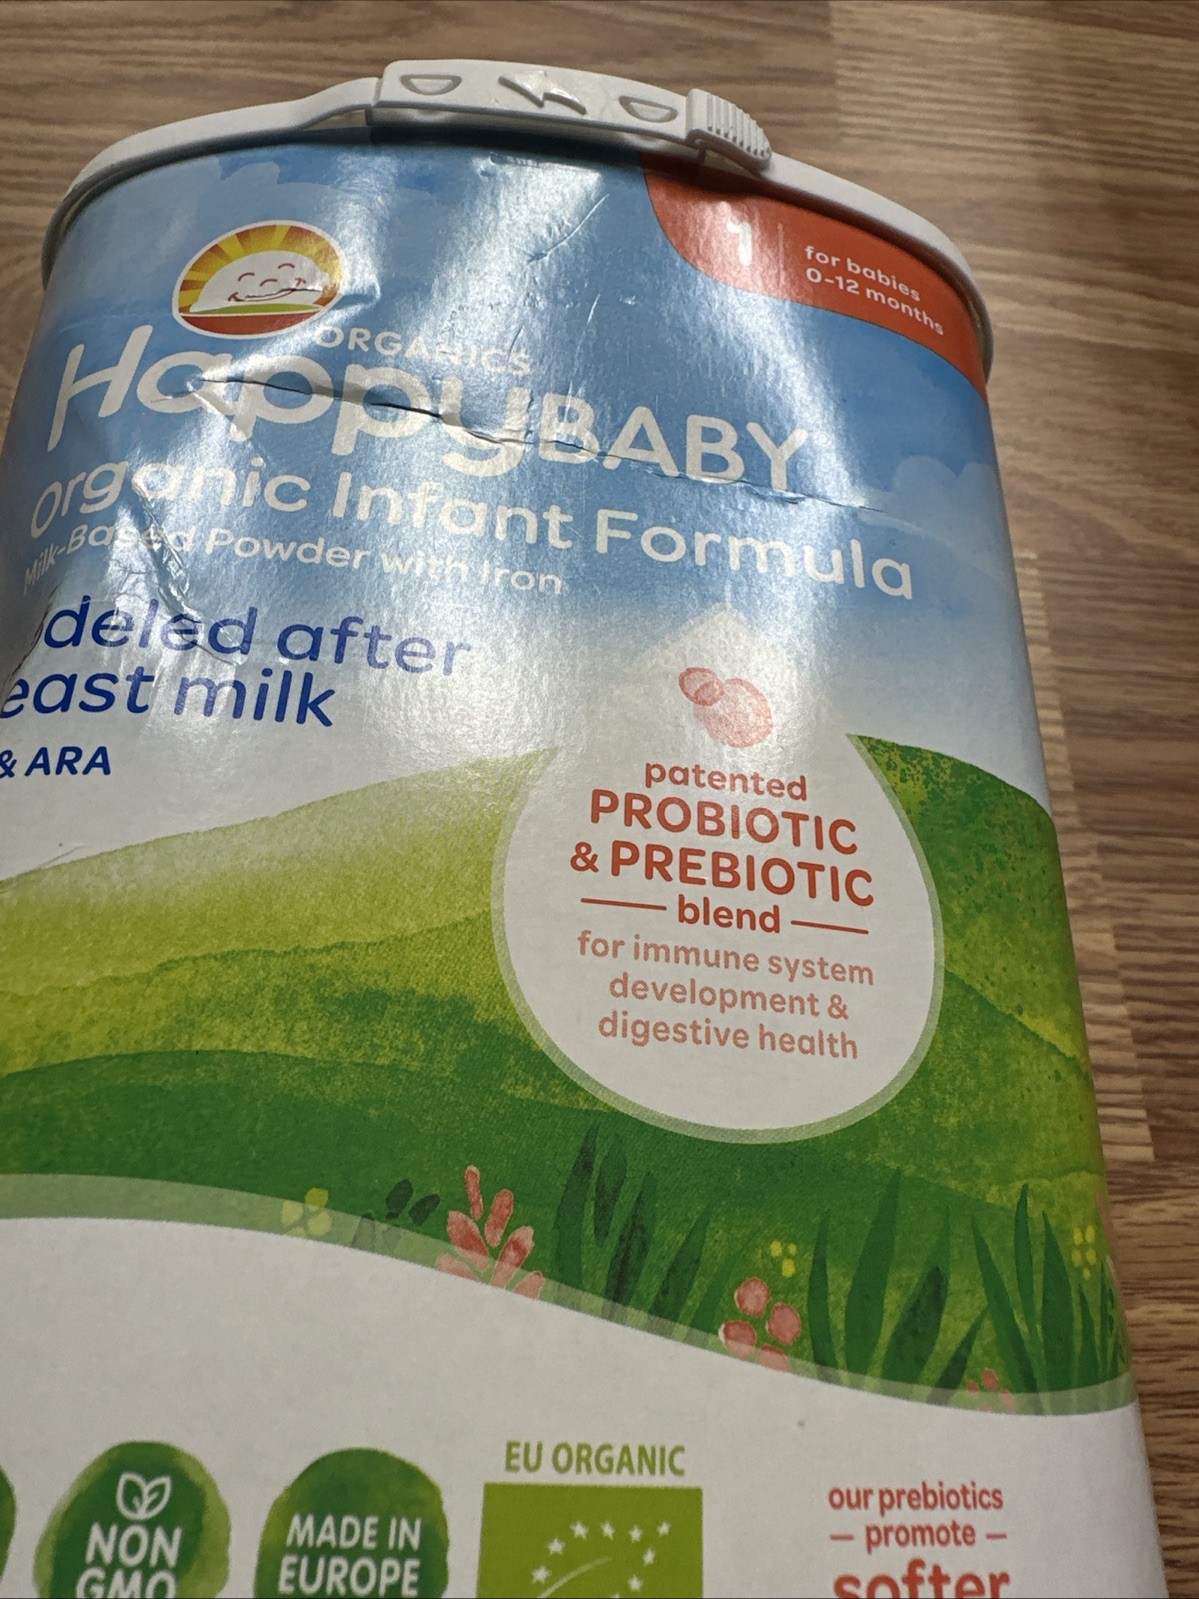 1
for babies
0-12 months
ORGANICS
HappyBABY
Organic Infant Formula
Milk-Based Powder with Iron
deled after
east milk
& ARA
patented
PROBIOTIC
& PREBIOTIC
blend
for immune system
development &
digestive health
NON
GMO
MADE IN
EUROPE
EU ORGANIC
our prebiotics
promote
softer